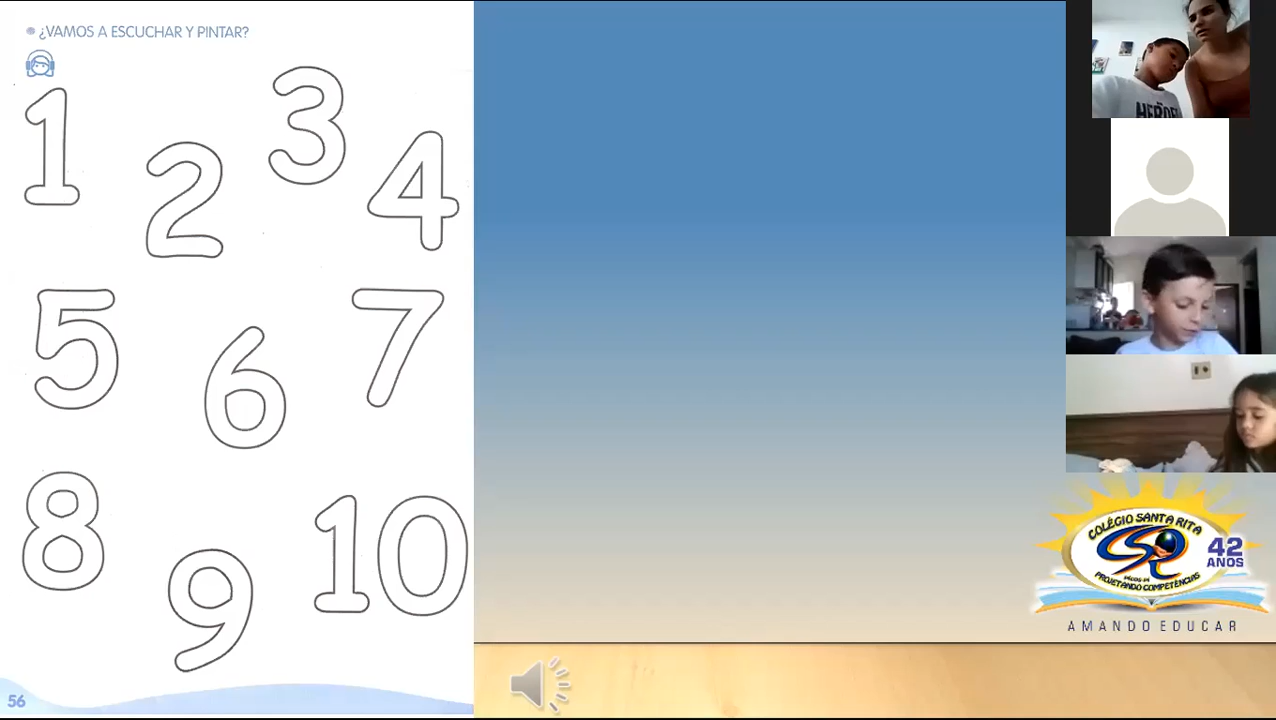 ¿VAMOS A ESCUCHAR Y PINTAR?
1
2
3
4
5
6
7
8
9
10
56
COLÉGIO SANTA RITA
42
ANOS
PROJETANDO COMPETÊNCIAS
AMANDO EDUCAR